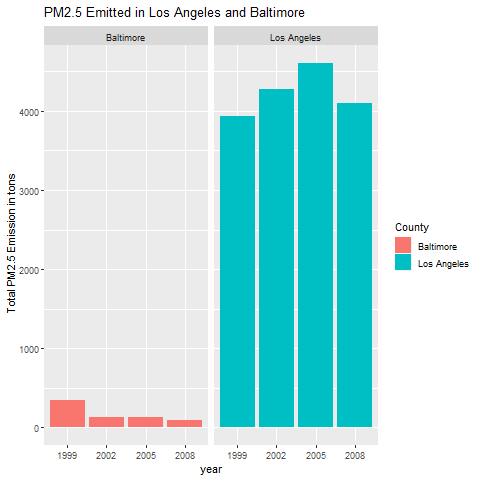 PM2.5 Emitted in Los Angeles and Baltimore
Baltimore
Los Angeles
Total PM2.5 Emission in tons
4000
3000
2000
1000
0
1999 2002 2005 2008
1999 2002 2005 2008
year
County
Baltimore
Los Angeles